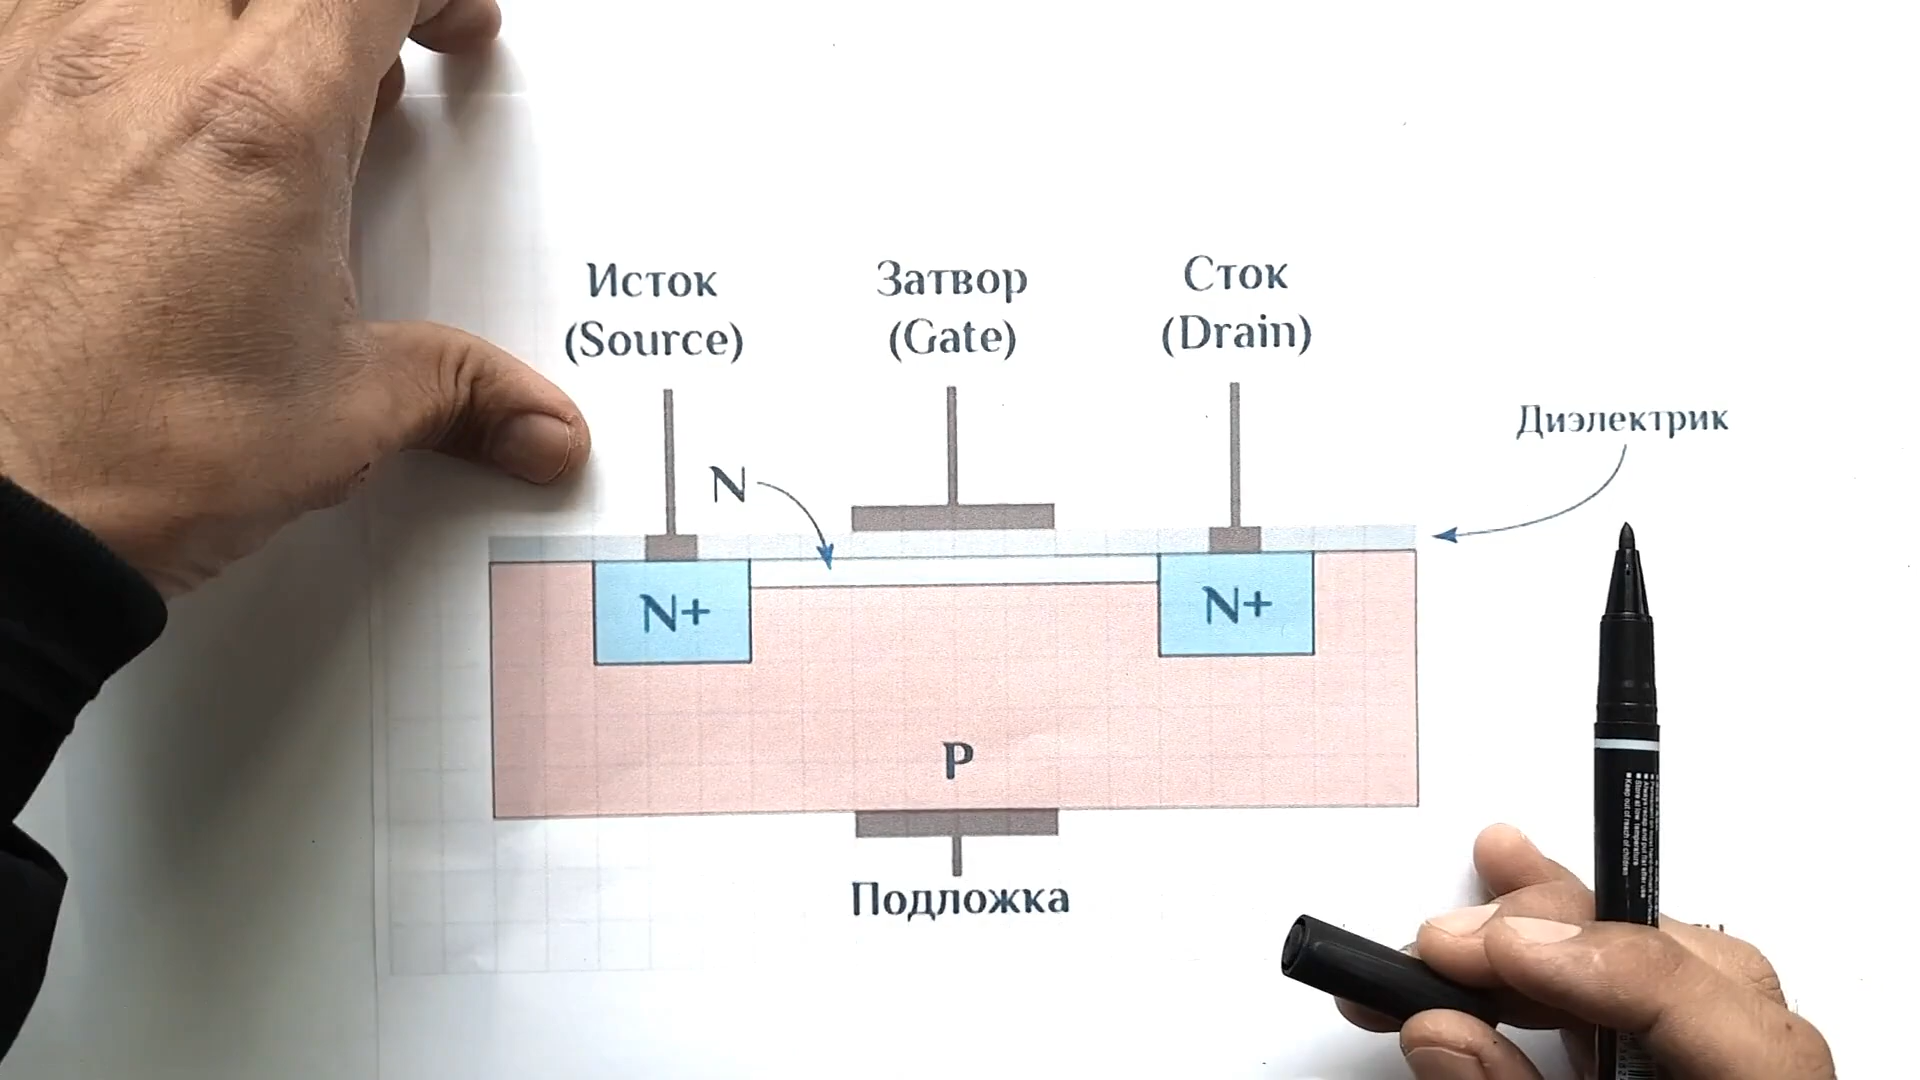 Исток
(Source)
Затвор
(Gate)
Сток
(Drain)
Диэлектрик
N
N+
N+
P
Подложка